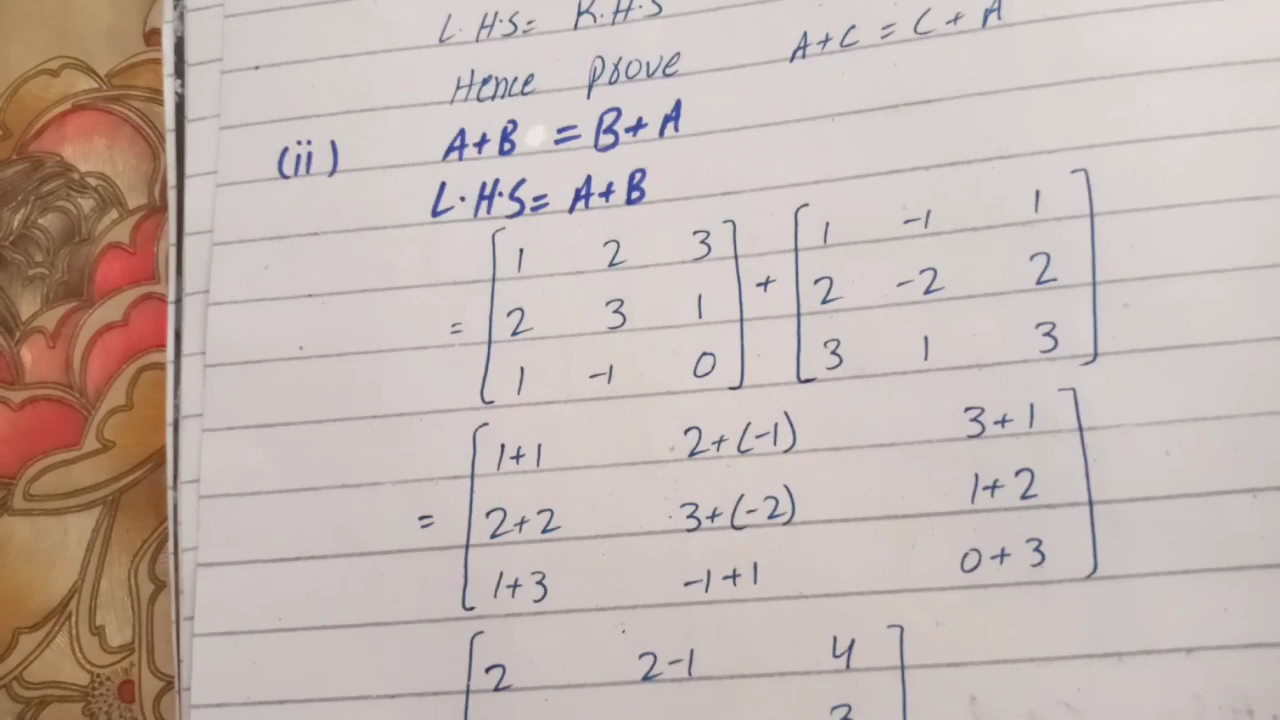 L.H.S= R.H.S
Hence Prove A+C = C+A
(ii) A+B = B+A
L.H.S= A+B
= [1 2 3] + [1 -1 1]
[2 3 1] [2 -2 2]
[1 -1 0] [3 1 3]
= [1+1 2+(-1) 3+1]
[2+2 3+(-2) 1+2]
[1+3 -1+1 0+3]
[2 2-1 4]
3